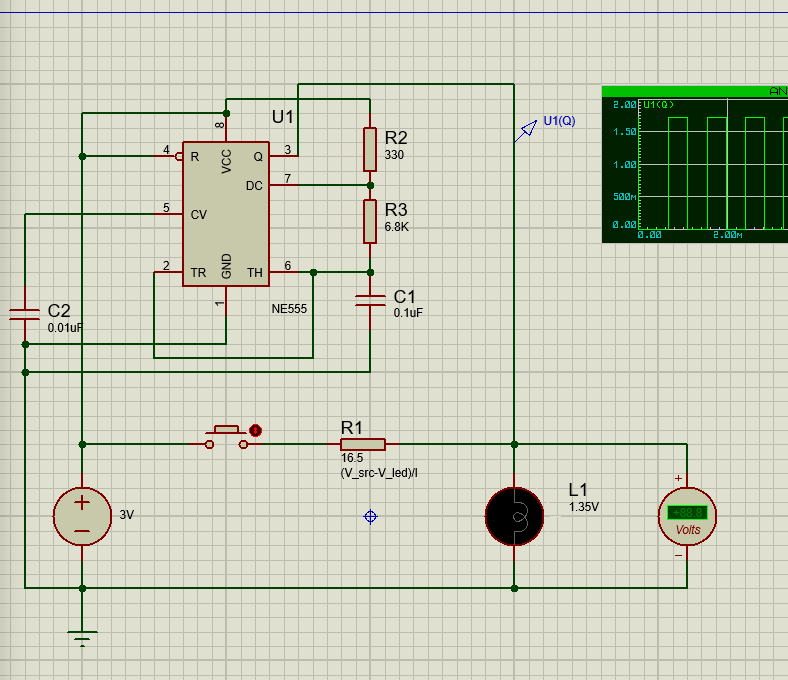 U1
8
4
R
VCC
Q
3
DC
7
5
CV
2
TR
GND
TH
6
1
NE555
R2
330
R3
6.8K
C1
0.1uF
C2
0.01uF
U1(Q)
AN
2.00
U1(Q)
1.50
1.00
500m
0.00
0.00
2.00m
R1
16.5
(V_src-V_led)/I
+
3V
L1
1.35V
+
+88.8
Volts